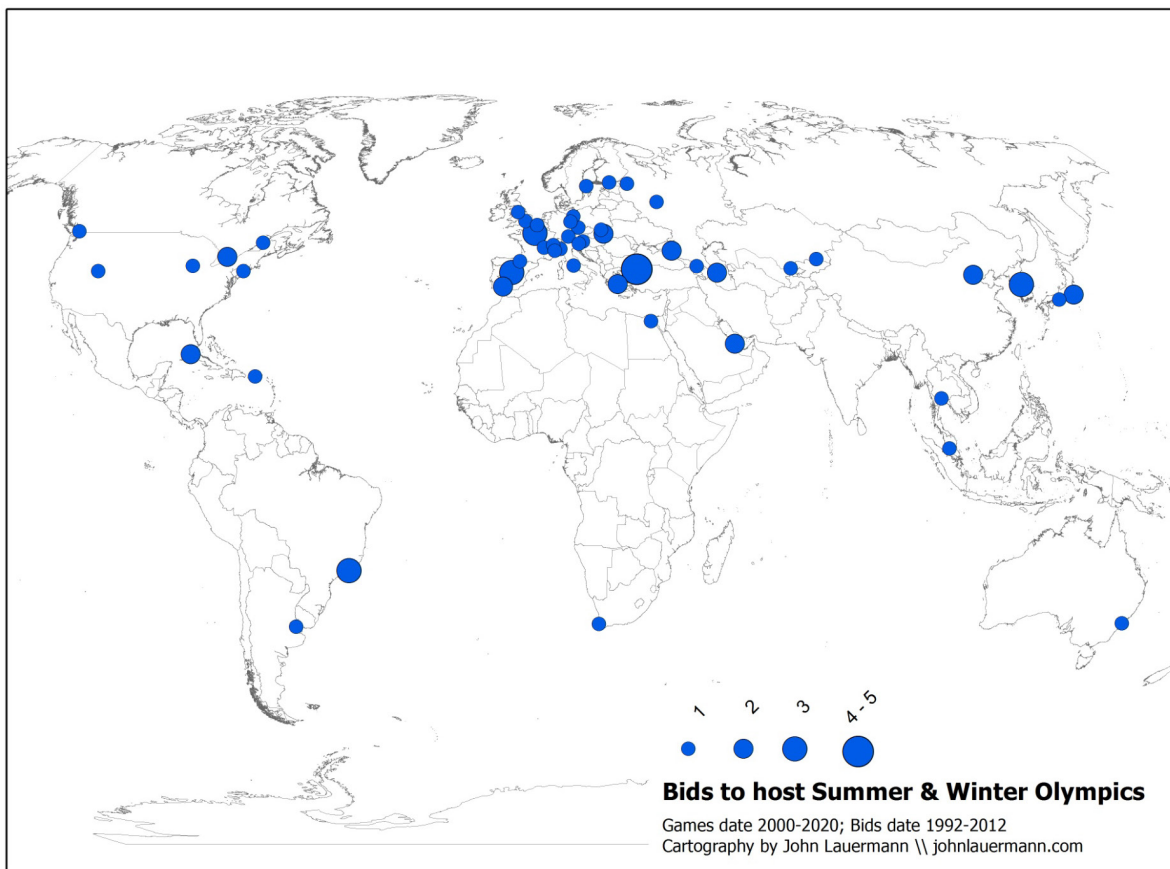 1 2 3 4 - 5
Bids to host Summer & Winter Olympics
Games date 2000-2020; Bids date 1992-2012
Cartography by John Lauermann \\ johnlauermann.com